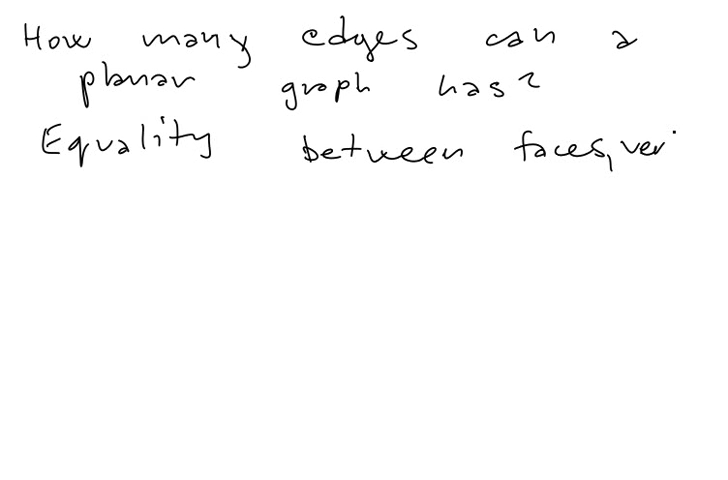 How many edges can a
planar graph has?
Equality between faces, ver